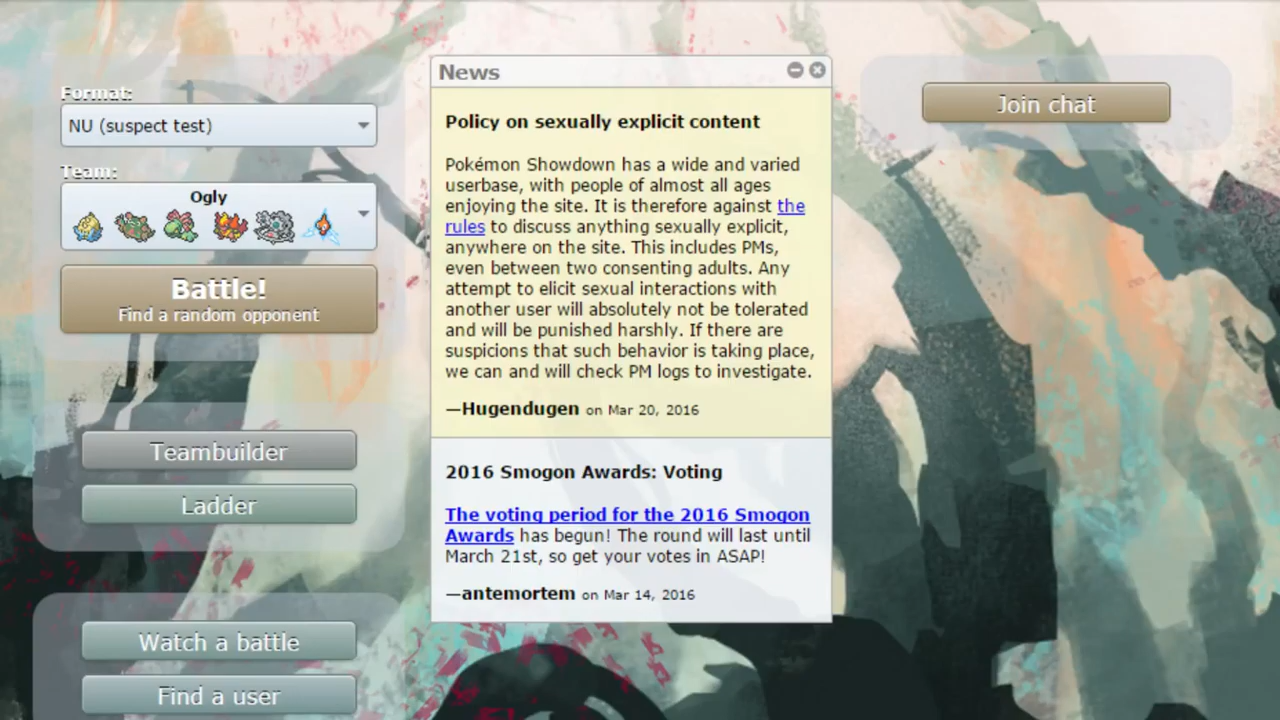 Format:
NU (suspect test)
Team:
Ogly
Battle!
Find a random opponent
Teambuilder
Ladder
Watch a battle
Find a user
News
Policy on sexually explicit content
Pokémon Showdown has a wide and varied
userbase, with people of almost all ages
enjoying the site. It is therefore against the
rules to discuss anything sexually explicit,
anywhere on the site. This includes PMs,
even between two consenting adults. Any
attempt to elicit sexual interactions with
another user will absolutely not be tolerated
and will be punished harshly. If there are
suspicions that such behavior is taking place,
we can and will check PM logs to investigate.
—Hugendugen on Mar 20, 2016
2016 Smogon Awards: Voting
The voting period for the 2016 Smogon
Awards has begun! The round will last until
March 21st, so get your votes in ASAP!
—antemortem on Mar 14, 2016
Join chat